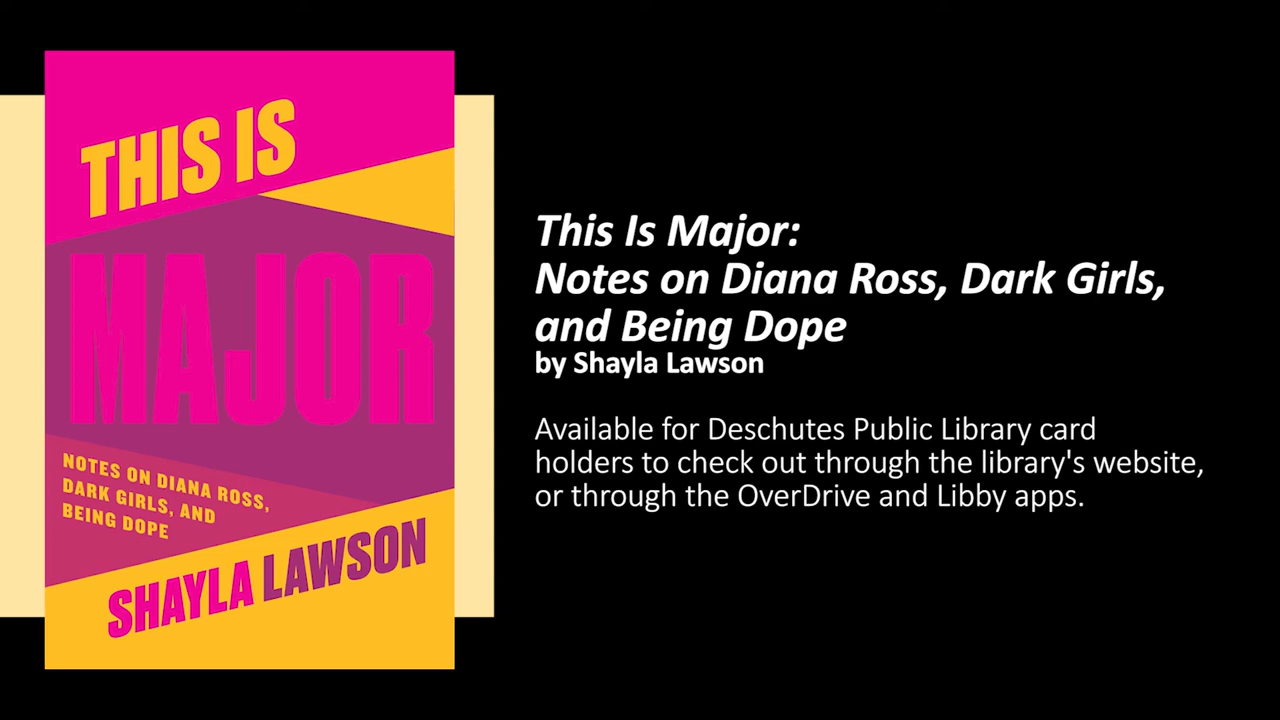 THIS IS
MAJOR
NOTES ON DIANA ROSS,
DARK GIRLS, AND
BEING DOPE
SHAYLA LAWSON
This Is Major:
Notes on Diana Ross, Dark Girls,
and Being Dope
by Shayla Lawson
Available for Deschutes Public Library card
holders to check out through the library's website,
or through the OverDrive and Libby apps.